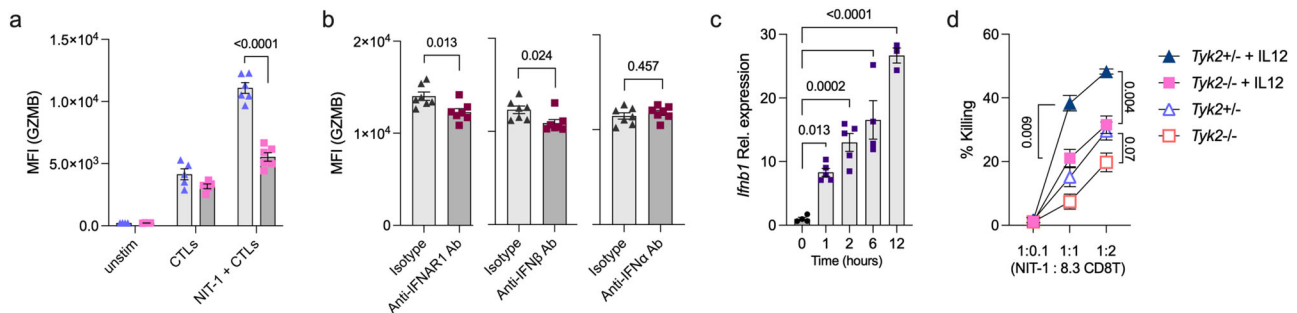 a
MFI (GZMB)
1.5×10⁴
1.0×10⁴
5.0×10³
0.0
<0.0001
unstim
CTLs
NIT-1 + CTLs
b
MFI (GZMB)
2×10⁴
1×10⁴
0
0.013
0.024
0.457
Isotype
Anti-IFNAR1 Ab
Isotype
Anti-IFNβ Ab
Isotype
Anti-IFNα Ab
c
Ifnb1 Rel. expression
40
30
20
10
0
<0.0001
0.0002
0.013
0 1 2 6 12
Time (hours)
d
% Killing
60
40
20
0
0.0009
0.004
0.07
1:0.1 1:1 1:2
(NIT-1 : 8.3 CD8T)
Tyk2+/- + IL12
Tyk2-/- + IL12
Tyk2+/-
Tyk2-/-